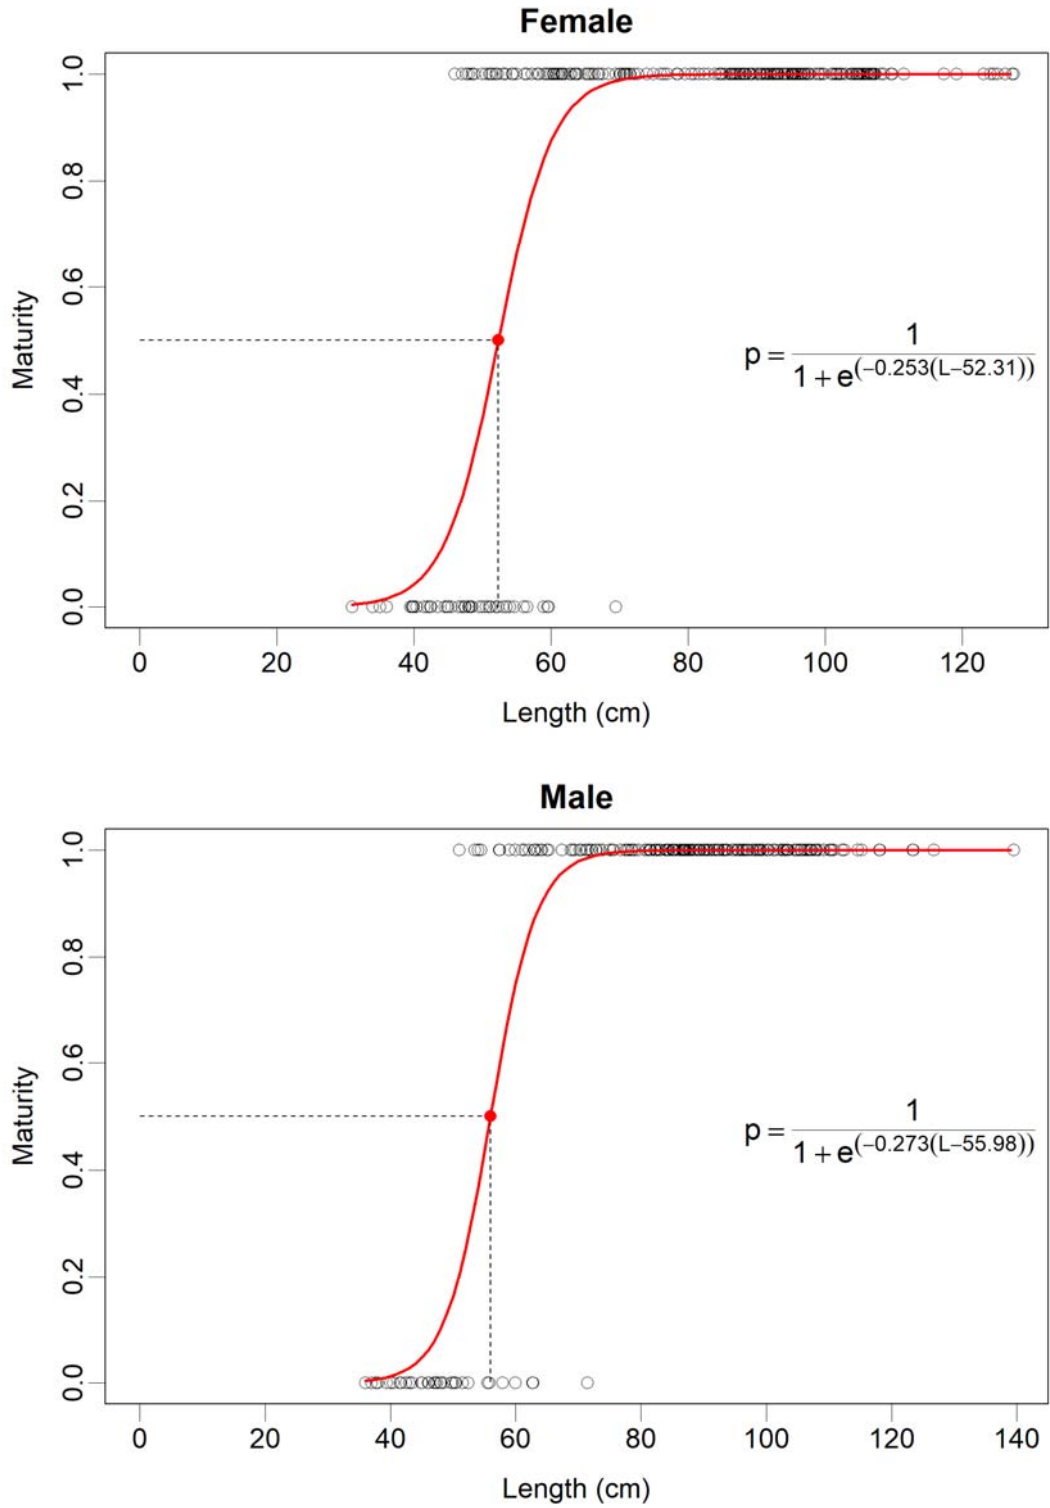 Female
1.0
0.8
0.6
0.4
0.2
0.0
Maturity
p = 1 / 1 + e^(−0.253(L−52.31))
0 20 40 60 80 100 120
Length (cm)
Male
1.0
0.8
0.6
0.4
0.2
0.0
Maturity
p = 1 / 1 + e^(−0.273(L−55.98))
0 20 40 60 80 100 120 140
Length (cm)